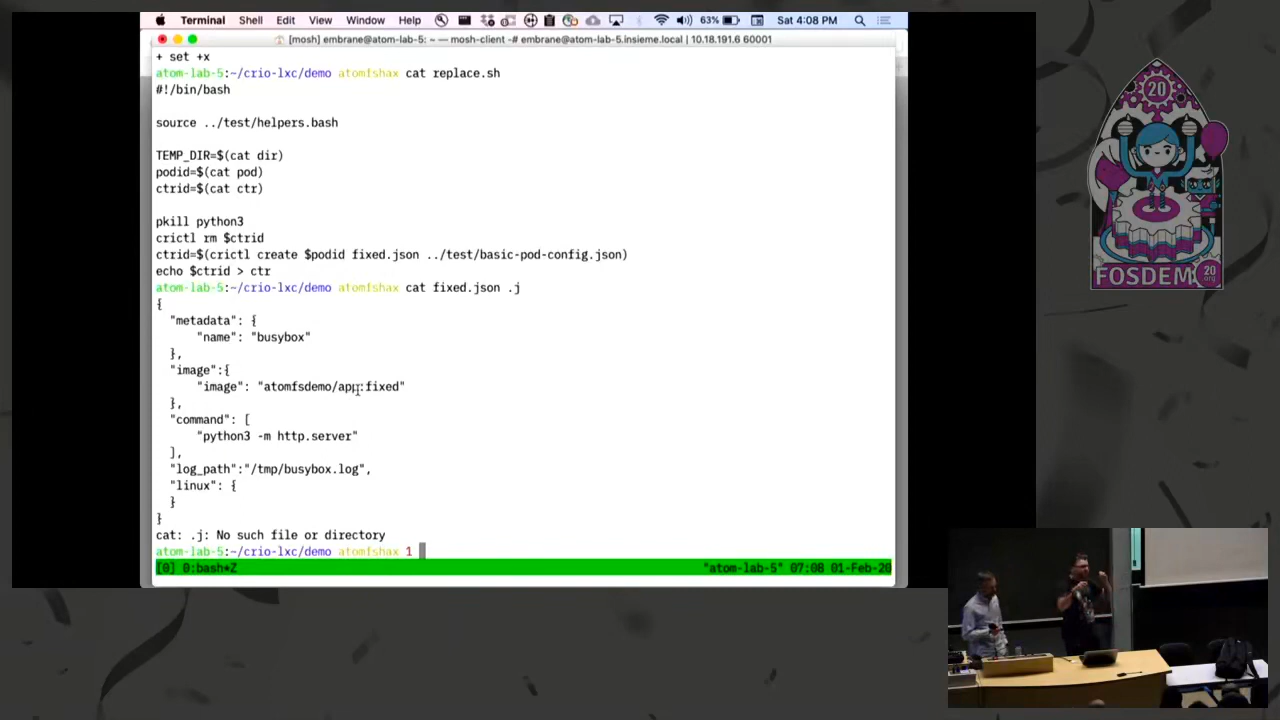 Terminal Shell Edit View Window Help 63% Sat 4:08 PM
[mosh] embrane@atom-lab-5: ~ — mosh-client -# embrane@atom-lab-5.insieme.local | 10.18.191.6 60001
+ set +x
atom-lab-5:~/crio-lxc/demo atomfshax cat replace.sh
#!/bin/bash
source ../test/helpers.bash
TEMP_DIR=$(cat dir)
podid=$(cat pod)
ctrid=$(cat ctr)
pkill python3
crictl rm $ctrid
ctrid=$(crictl create $podid fixed.json ../test/basic-pod-config.json)
echo $ctrid > ctr
atom-lab-5:~/crio-lxc/demo atomfshax cat fixed.json .j
{
"metadata": {
"name": "busybox"
},
"image":{
"image": "atomfsdemo/app:fixed"
},
"command": [
"python3 -m http.server"
],
"log_path":"/tmp/busybox.log",
"linux": {
}
}
cat: .j: No such file or directory
atom-lab-5:~/crio-lxc/demo atomfshax 1
[0] 0:bash*Z "atom-lab-5" 07:08 01-Feb-20
20
FOSDEM 20
.org